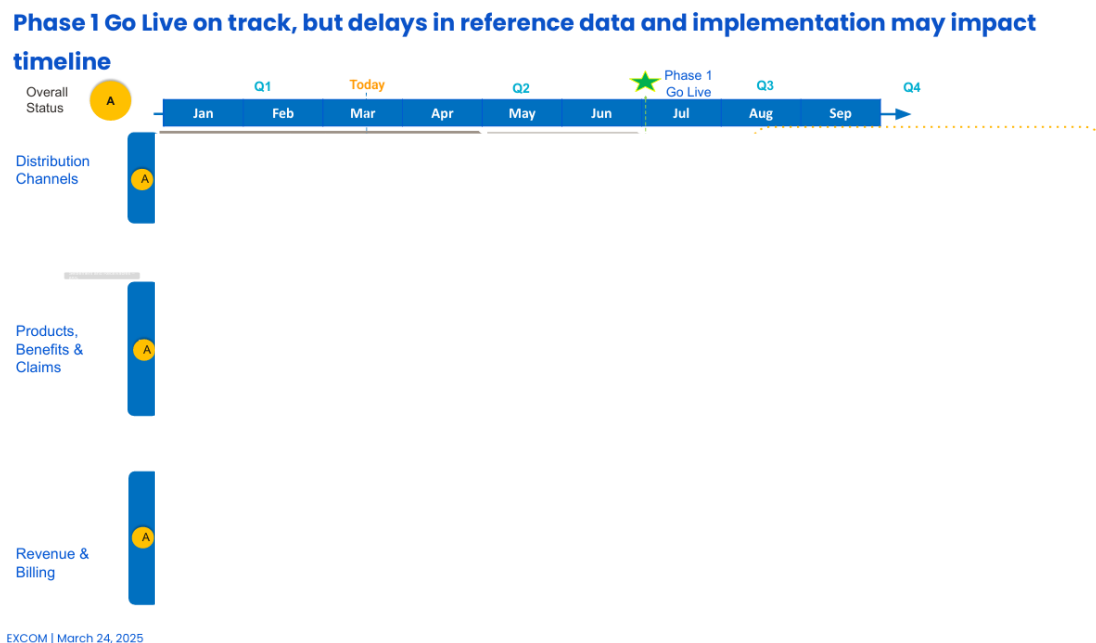 Phase 1 Go Live on track, but delays in reference data and implementation may impact
timeline
Overall
Status
A
Q1
Today
Q2
Phase 1
Go Live
Q3
Q4
Jan
Feb
Mar
Apr
May
Jun
Jul
Aug
Sep
Distribution
Channels
A
Products,
Benefits &
Claims
A
Revenue &
Billing
A
EXCOM | March 24, 2025